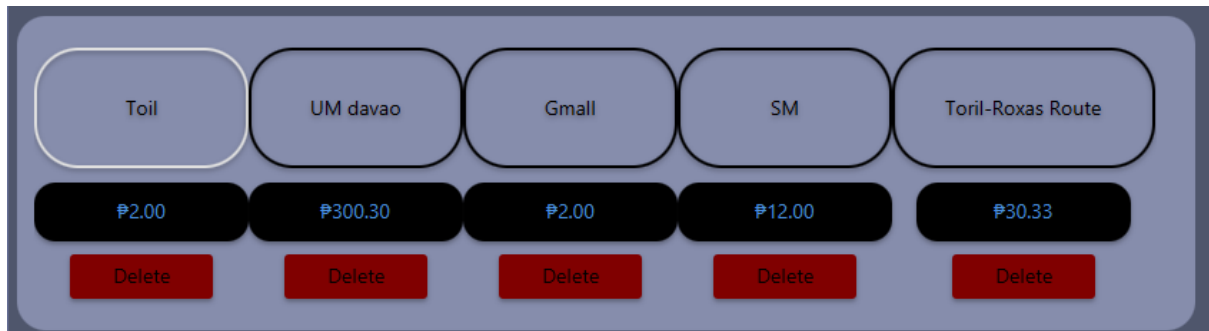 Toil UM davao Gmall SM Toril-Roxas Route
₱2.00 ₱300.30 ₱2.00 ₱12.00 ₱30.33
Delete Delete Delete Delete Delete